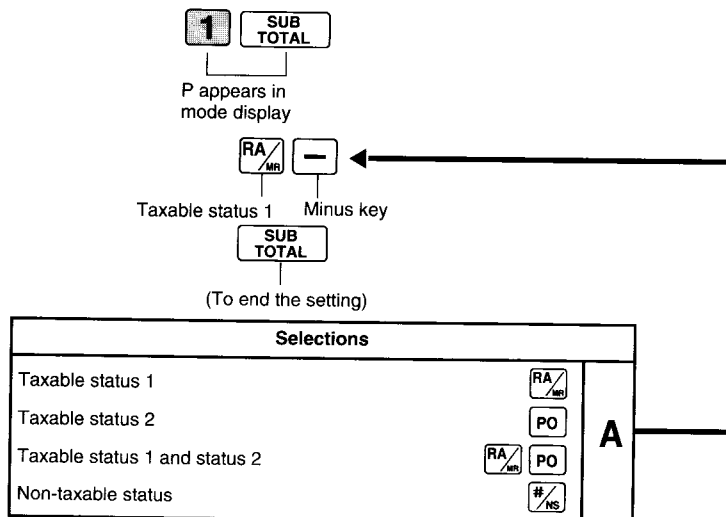 1 SUB TOTAL
P appears in
mode display
RA/MR −
Taxable status 1 Minus key
SUB TOTAL
(To end the setting)
Selections
Taxable status 1 RA/MR
Taxable status 2 PO
Taxable status 1 and status 2 RA/MR PO
Non-taxable status #/NS
A